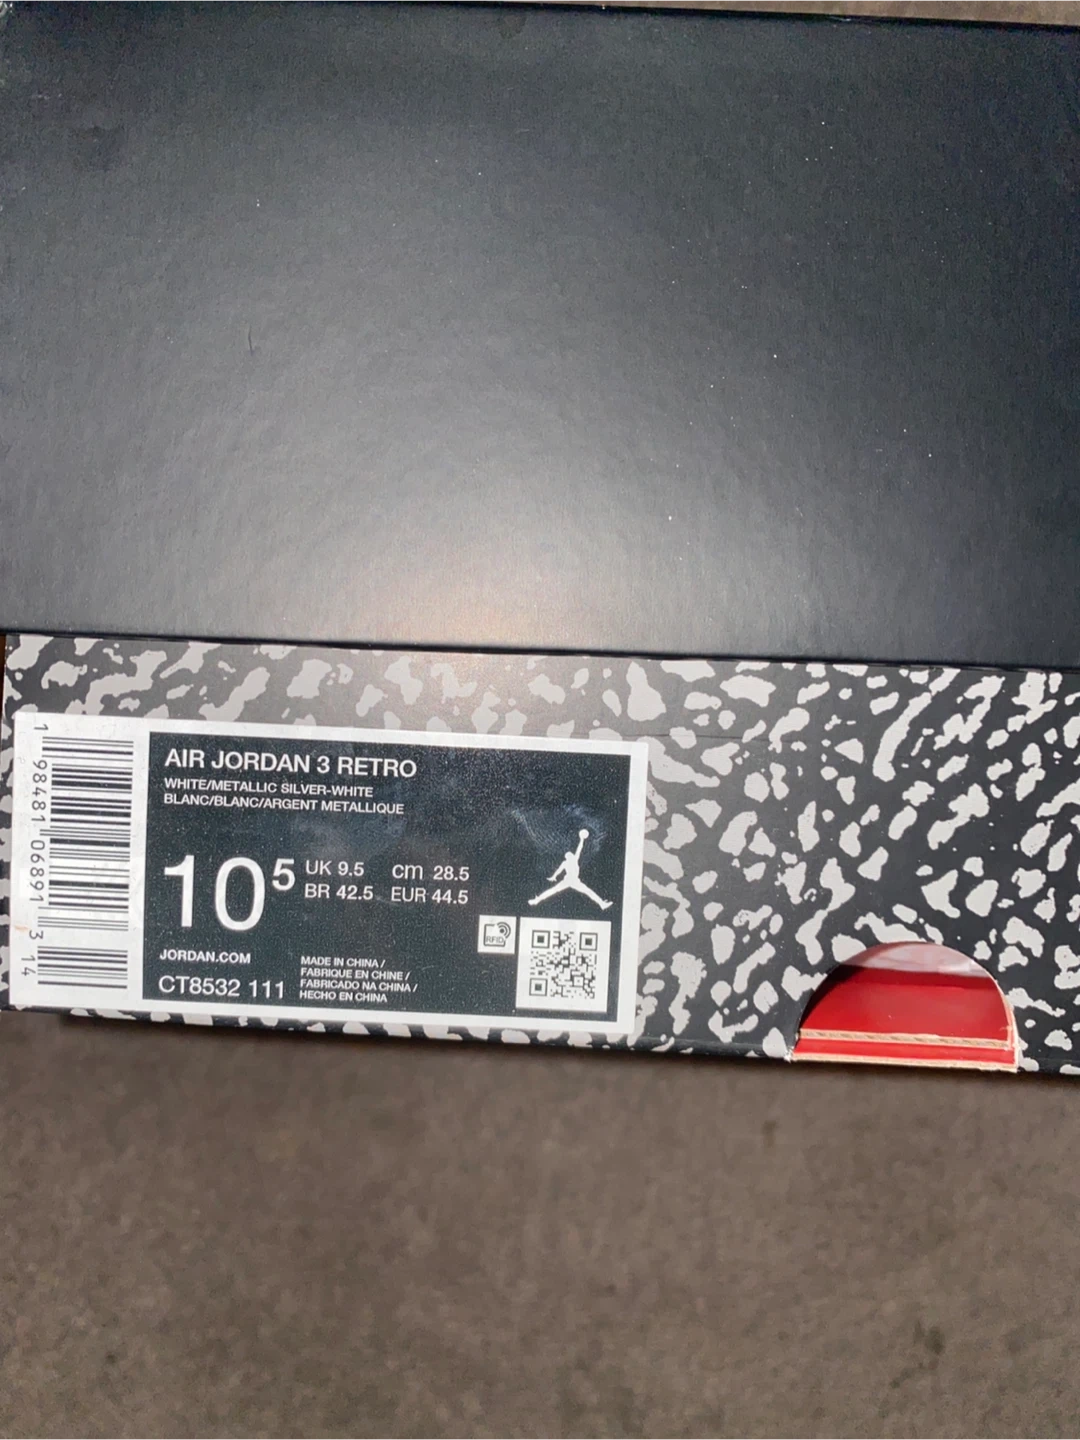 AIR JORDAN 3 RETRO
WHITE/METALLIC SILVER-WHITE
BLANC/BLANC/ARGENT METALLIQUE
10⁵ UK 9.5 cm 28.5
BR 42.5 EUR 44.5
RFID
JORDAN.COM
CT8532 111
MADE IN CHINA /
FABRIQUE EN CHINE /
FABRICADO NA CHINA /
HECHO EN CHINA
1 98481 06891 3 14